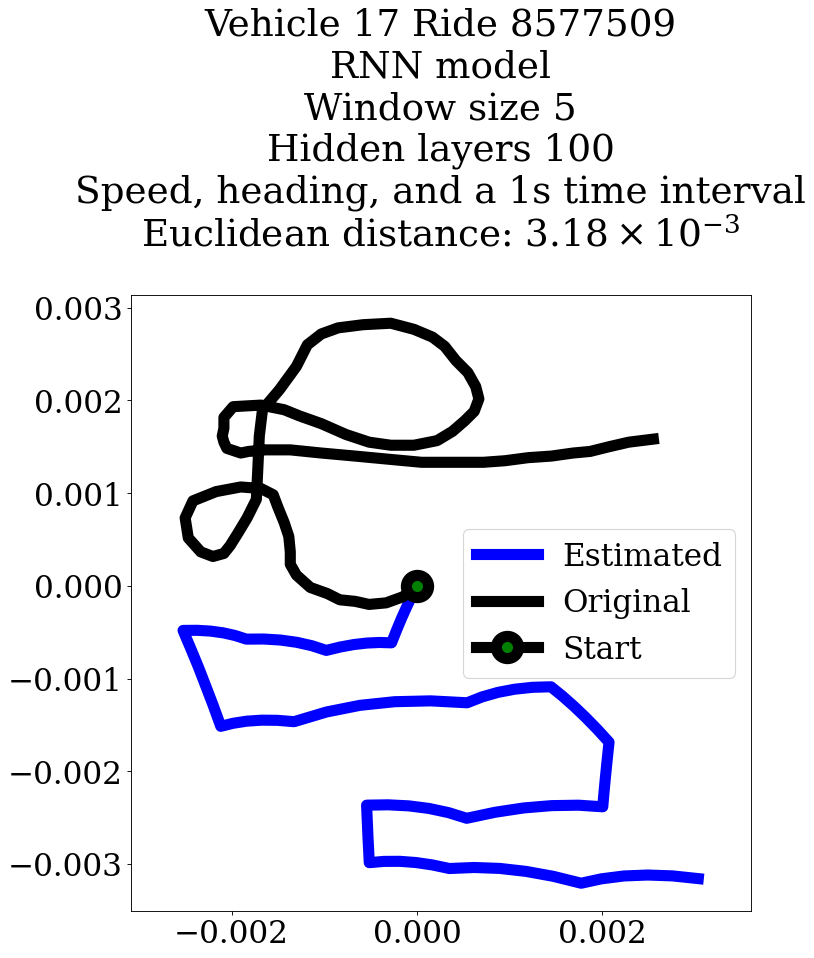 Vehicle 17 Ride 8577509
RNN model
Window size 5
Hidden layers 100
Speed, heading, and a 1s time interval
Euclidean distance: 3.18 × 10⁻³
0.003
0.002
0.001
0.000
−0.001
−0.002
−0.003
Estimated
Original
Start
−0.002 0.000 0.002